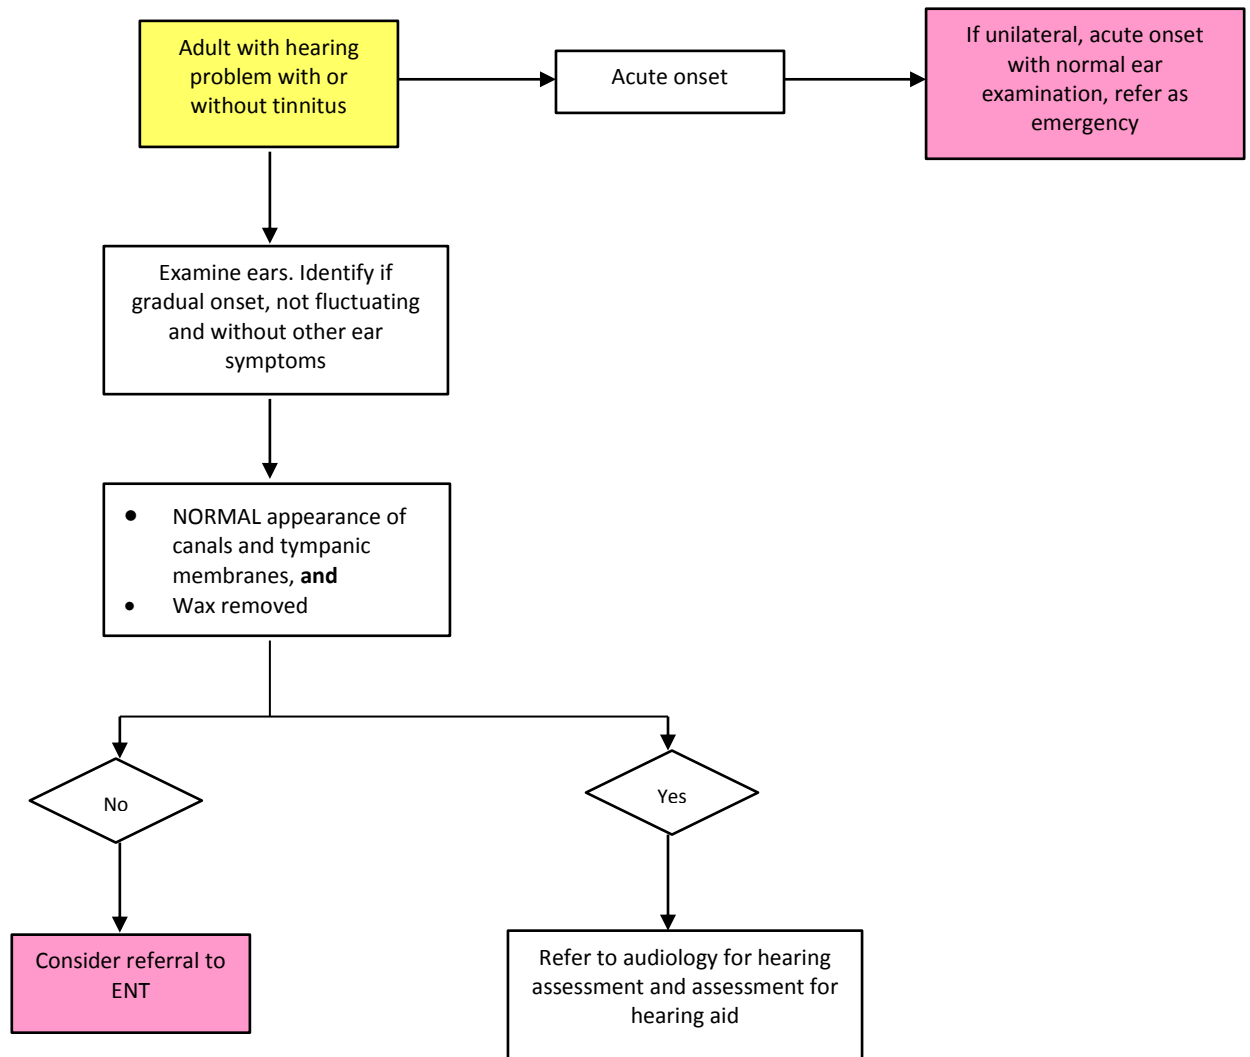 Adult with hearing
problem with or
without tinnitus
Acute onset
If unilateral, acute onset
with normal ear
examination, refer as
emergency
Examine ears. Identify if
gradual onset, not fluctuating
and without other ear
symptoms
• NORMAL appearance of
canals and tympanic
membranes, and
• Wax removed
No
Yes
Consider referral to
ENT
Refer to audiology for hearing
assessment and assessment for
hearing aid